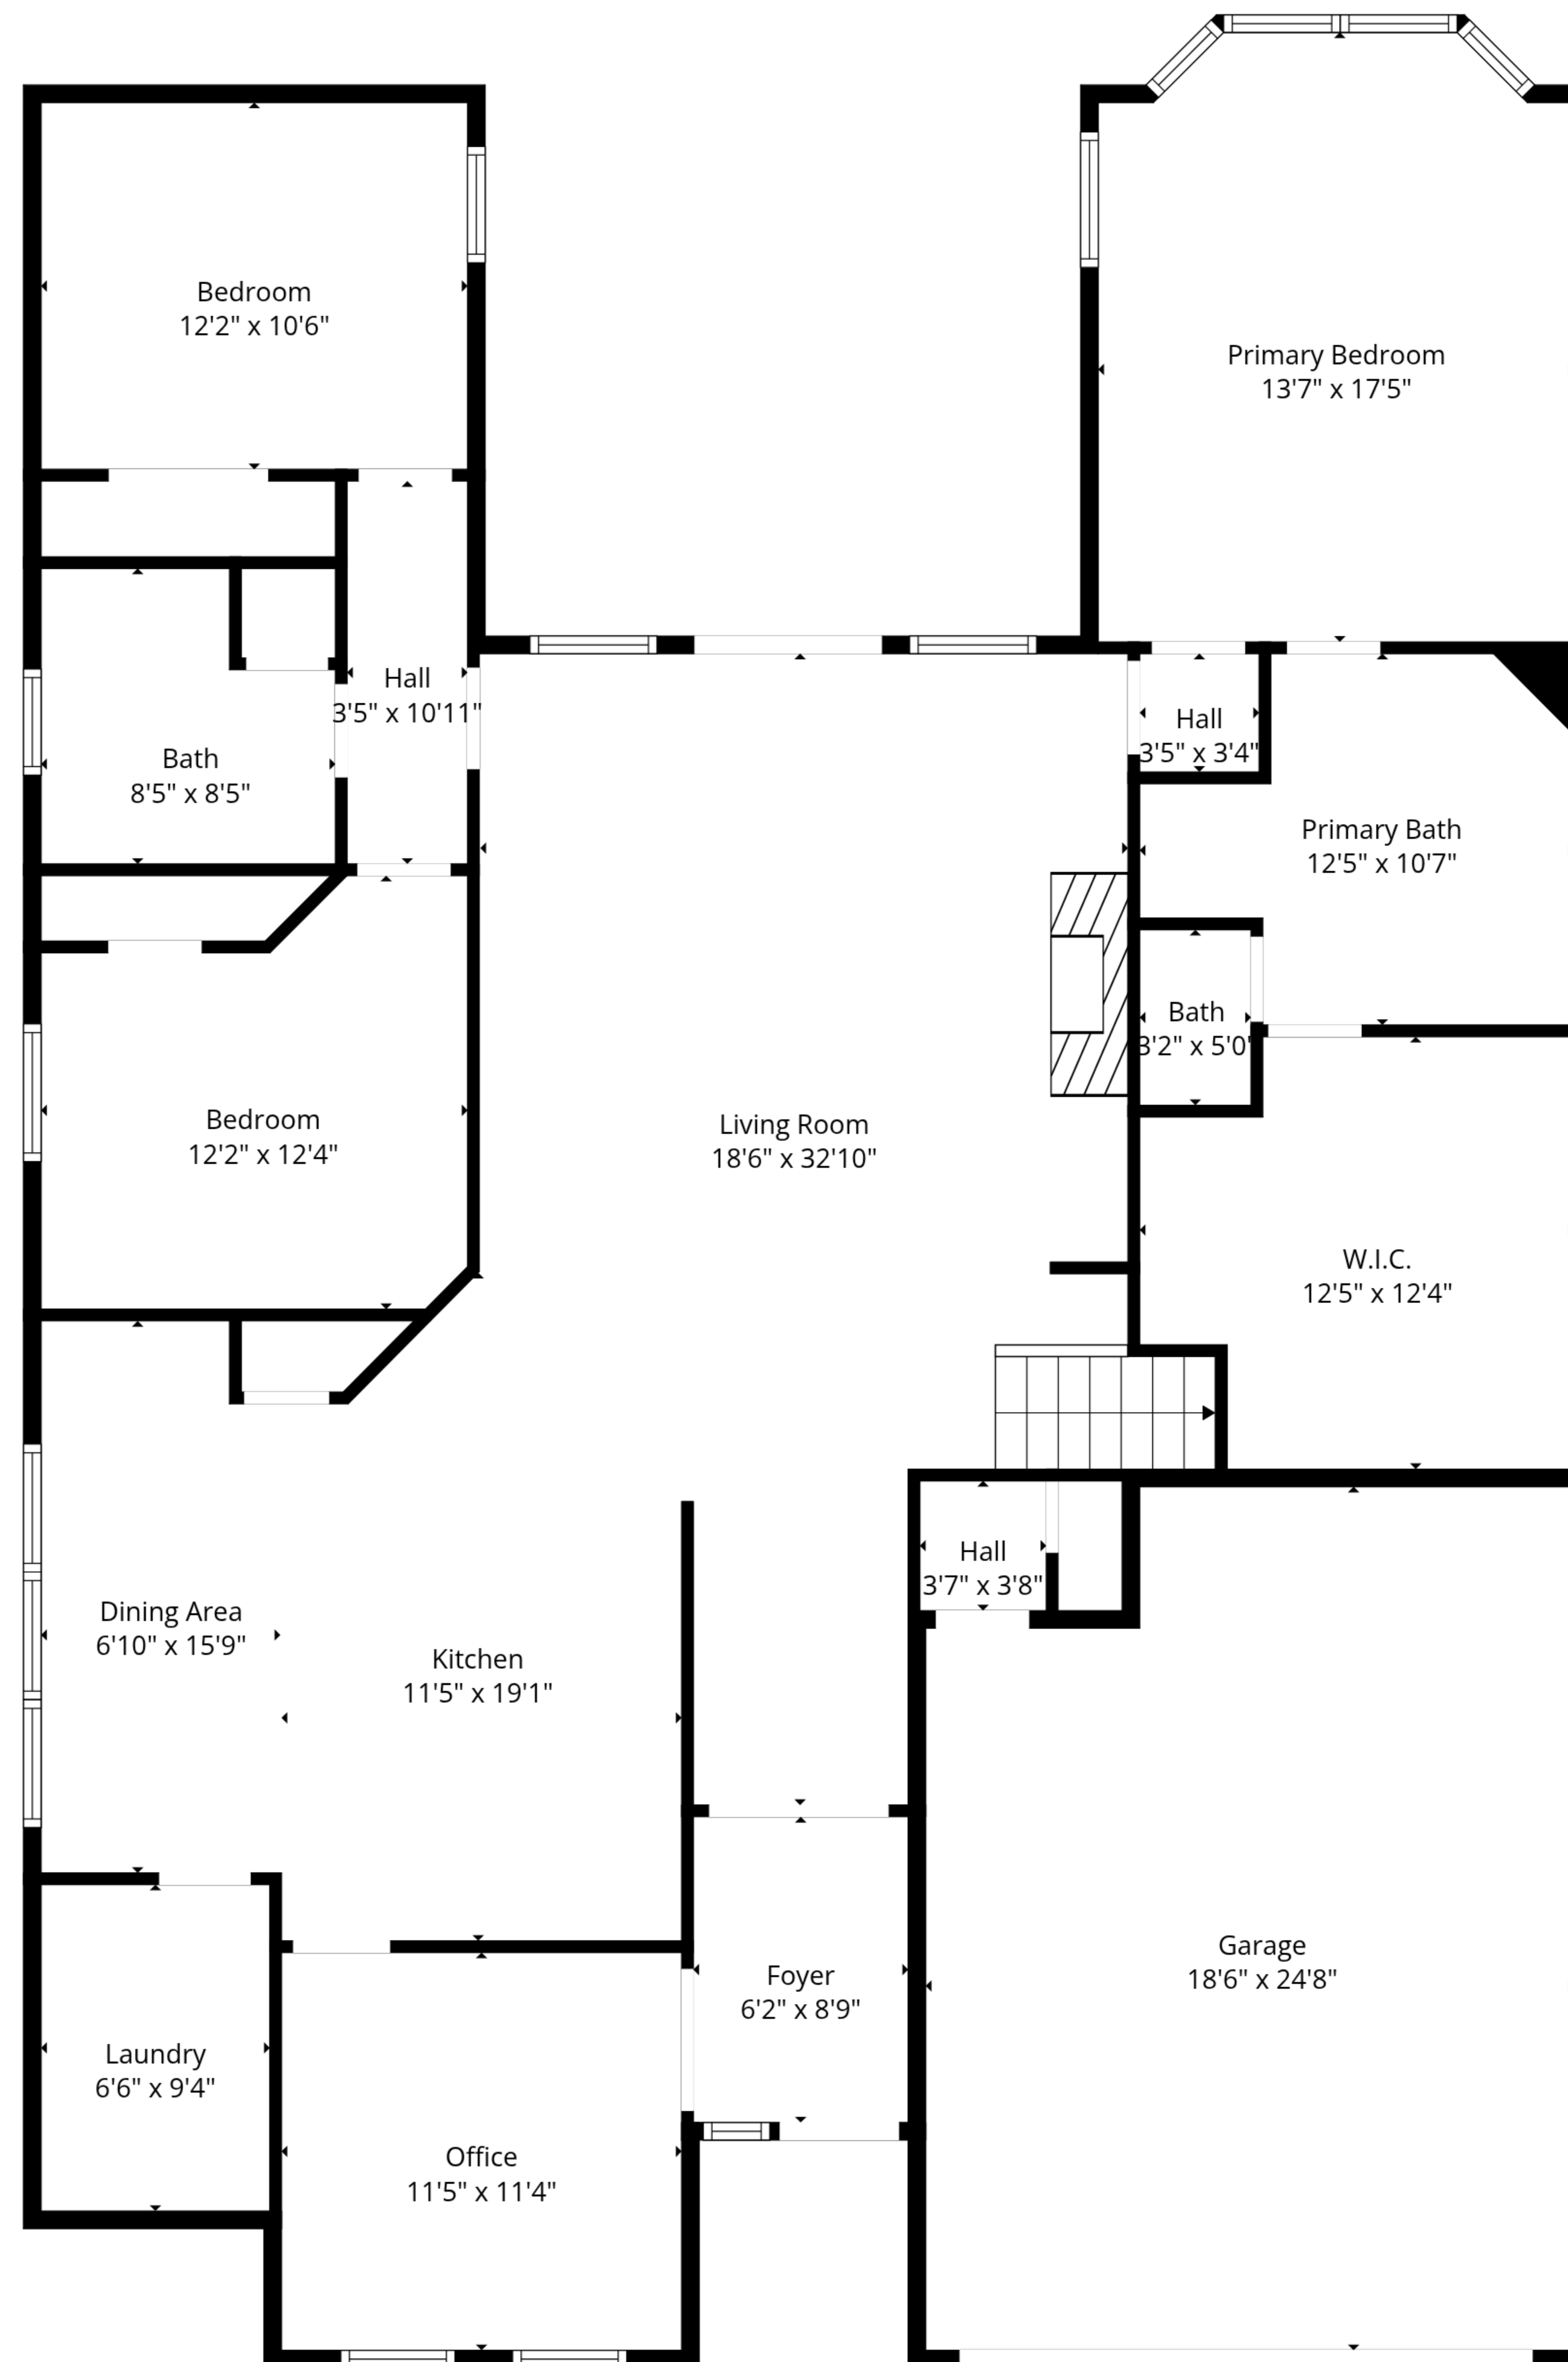 Bedroom
12'2" x 10'6"
Primary Bedroom
13'7" x 17'5"
Hall
3'5" x 10'11"
Hall
3'5" x 3'4"
Bath
8'5" x 8'5"
Primary Bath
12'5" x 10'7"
Bath
3'2" x 5'0"
Bedroom
12'2" x 12'4"
Living Room
18'6" x 32'10"
W.I.C.
12'5" x 12'4"
Hall
3'7" x 3'8"
Dining Area
6'10" x 15'9"
Kitchen
11'5" x 19'1"
Garage
18'6" x 24'8"
Foyer
6'2" x 8'9"
Laundry
6'6" x 9'4"
Office
11'5" x 11'4"